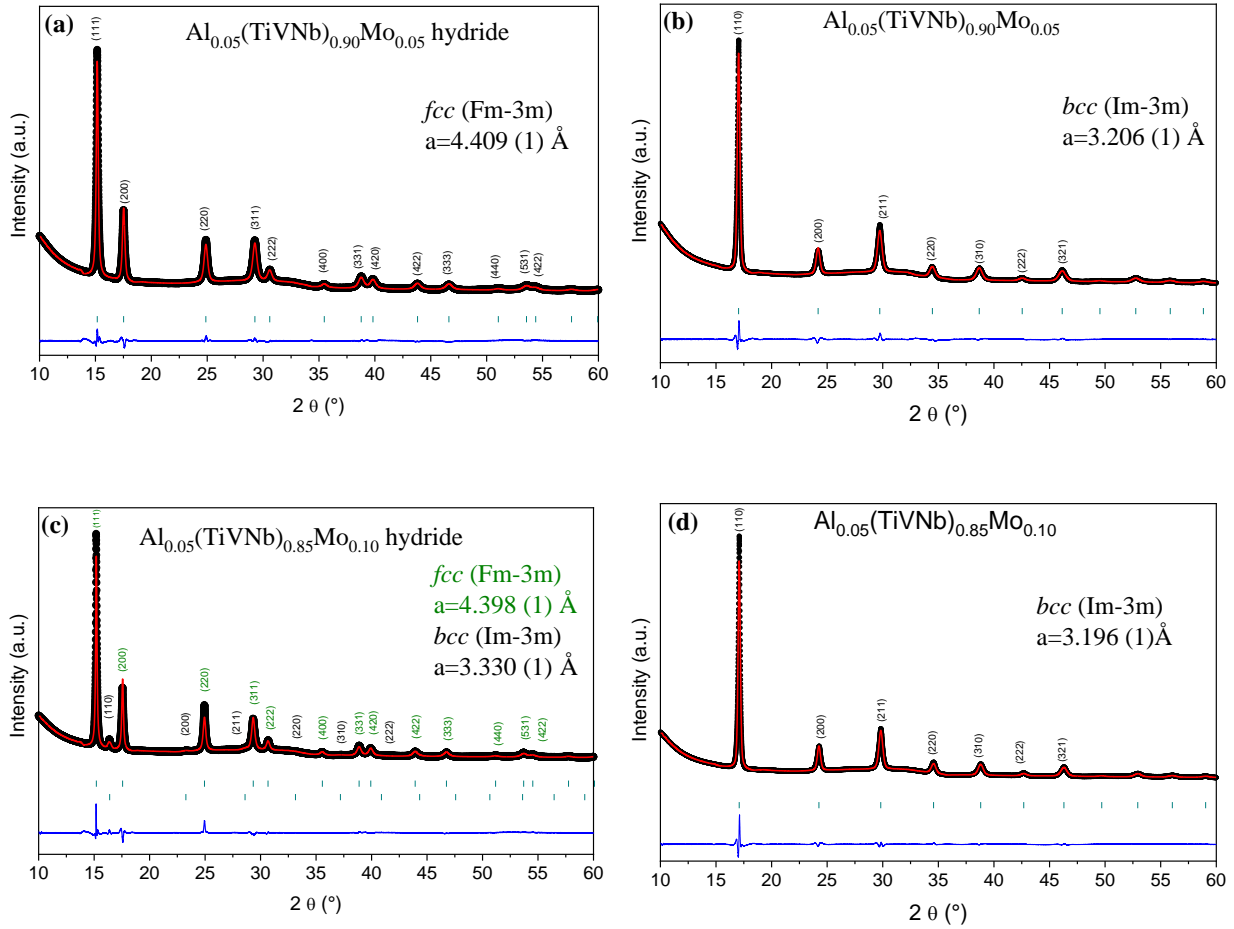 (a)
Al0.05(TiVNb)0.90Mo0.05 hydride
fcc (Fm-3m)
a=4.409 (1) Å
Intensity (a.u.)
(111)
(200)
(220)
(311)
(222)
(400)
(331)
(420)
(422)
(333)
(440)
(531)
(422)
10 15 20 25 30 35 40 45 50 55 60
2 θ (°)
(b)
Al0.05(TiVNb)0.90Mo0.05
bcc (Im-3m)
a=3.206 (1) Å
Intensity (a.u.)
(110)
(200)
(211)
(220)
(310)
(222)
(321)
10 15 20 25 30 35 40 45 50 55 60
2 θ (°)
(c)
Al0.05(TiVNb)0.85Mo0.10 hydride
fcc (Fm-3m)
a=4.398 (1) Å
bcc (Im-3m)
a=3.330 (1) Å
Intensity (a.u.)
(111)
(110)
(200)
(200)
(220)
(211)
(311)
(222)
(220)
(400)
(310)
(331)
(420)
(222)
(422)
(333)
(440)
(531)
(422)
10 15 20 25 30 35 40 45 50 55 60
2 θ (°)
(d)
Al0.05(TiVNb)0.85Mo0.10
bcc (Im-3m)
a=3.196 (1)Å
Intensity (a.u.)
(110)
(200)
(211)
(220)
(310)
(222)
(321)
10 15 20 25 30 35 40 45 50 55 60
2 θ (°)